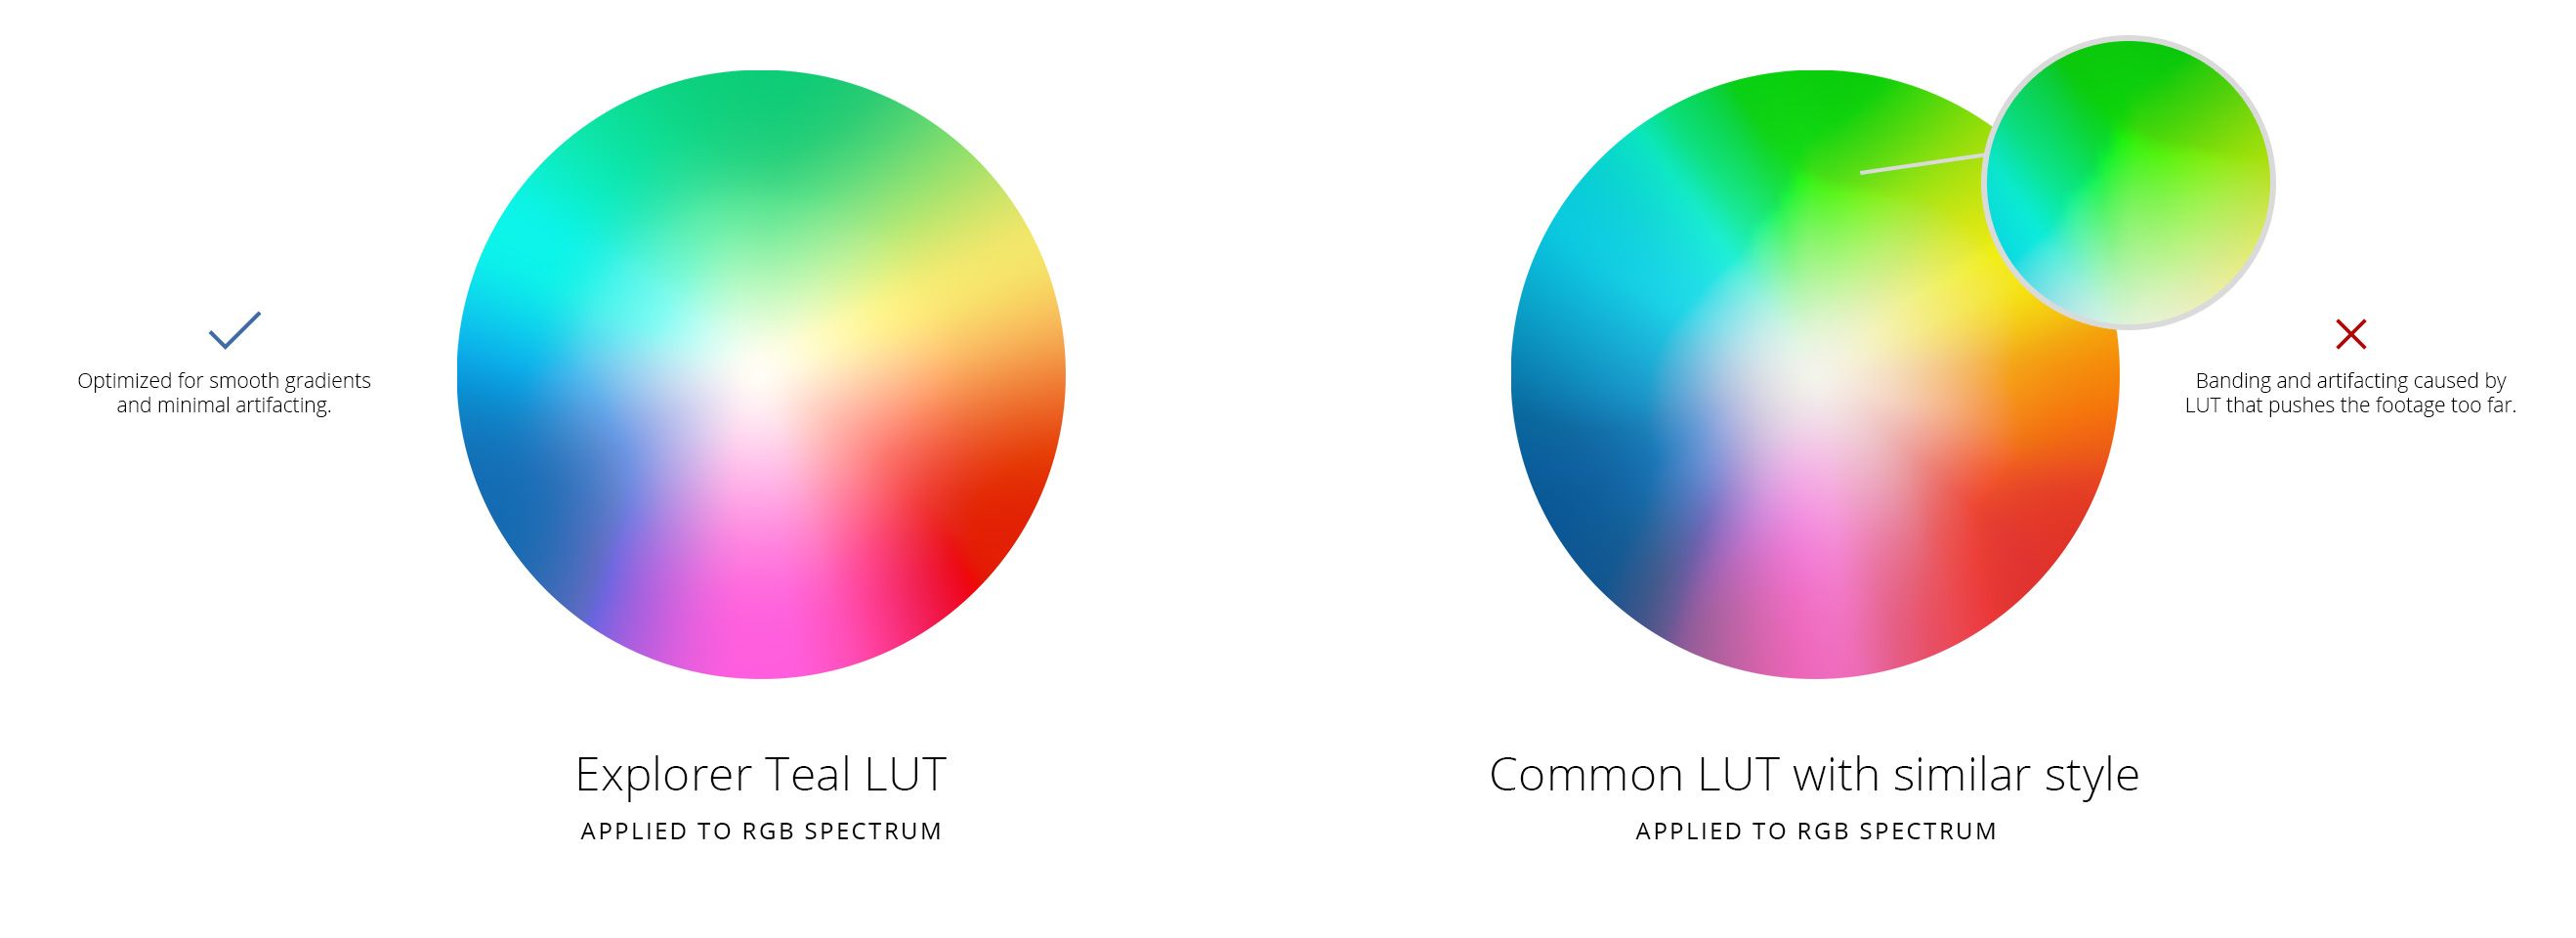 Optimized for smooth gradients
and minimal artifacting.
Banding and artifacting caused by
LUT that pushes the footage too far.
Explorer Teal LUT
APPLIED TO RGB SPECTRUM
Common LUT with similar style
APPLIED TO RGB SPECTRUM